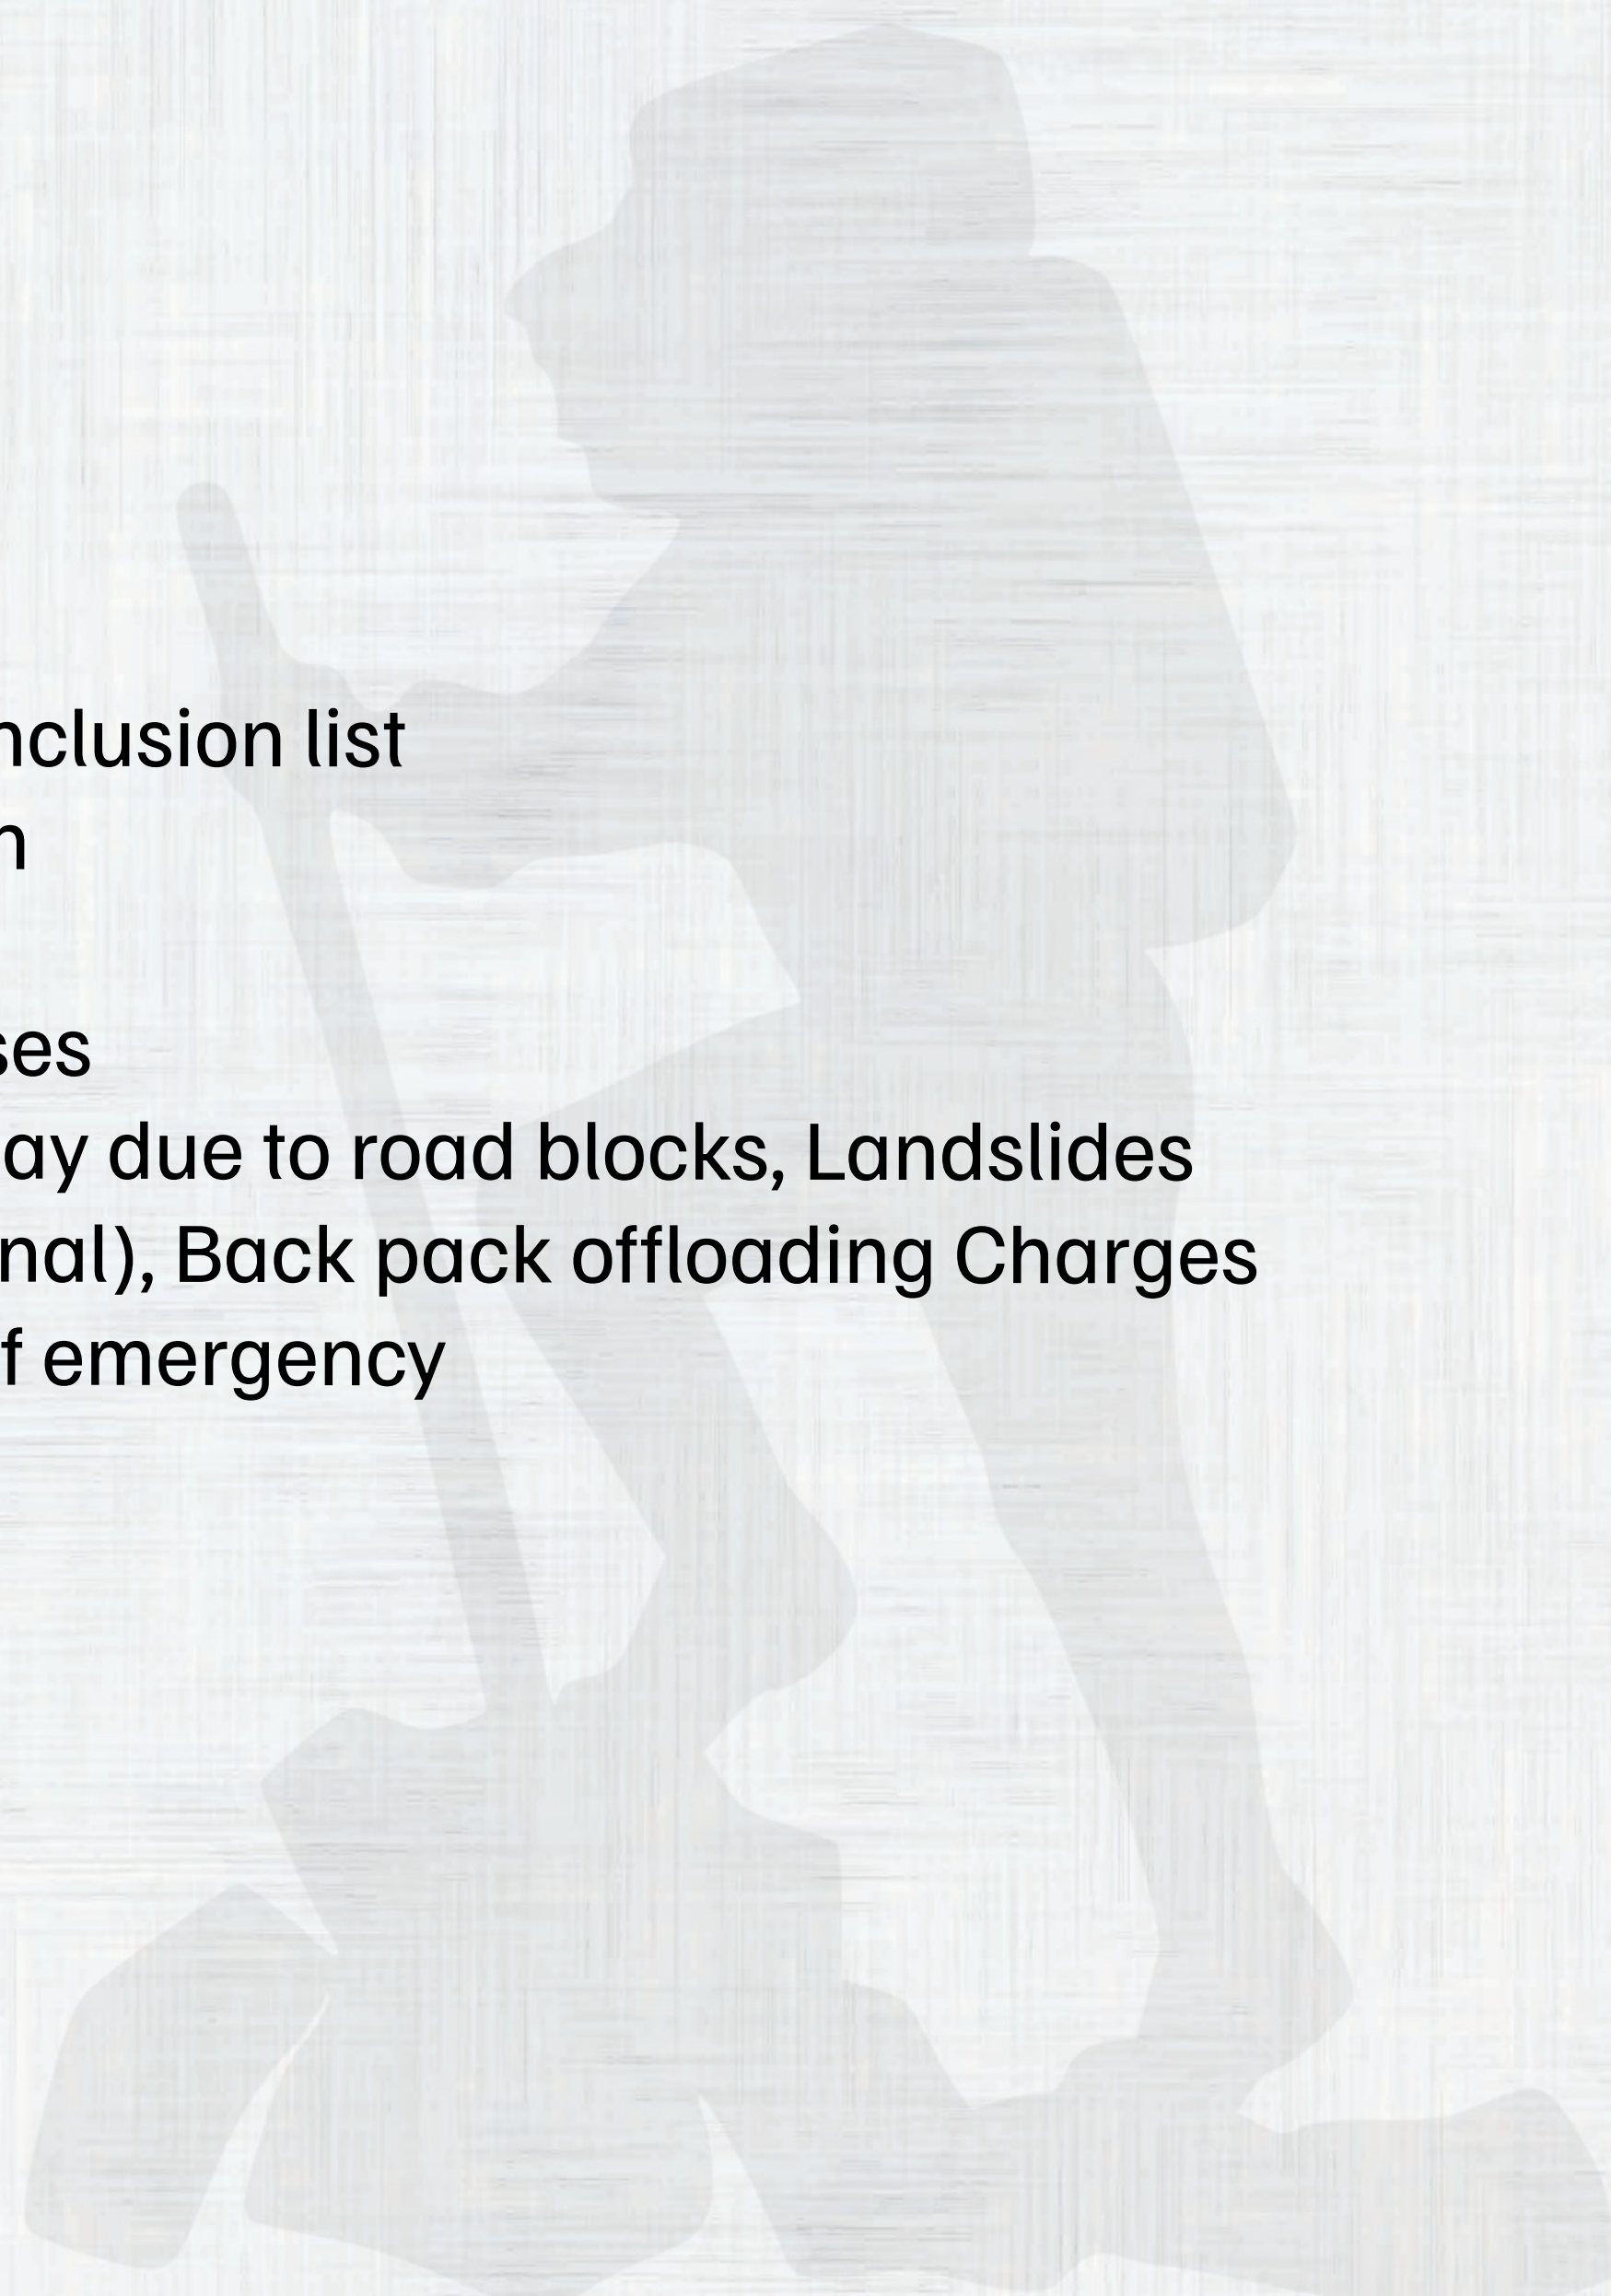 nclusion list
n
ses
ay due to road blocks, Landslides
nal), Back pack offloading Charges
f emergency